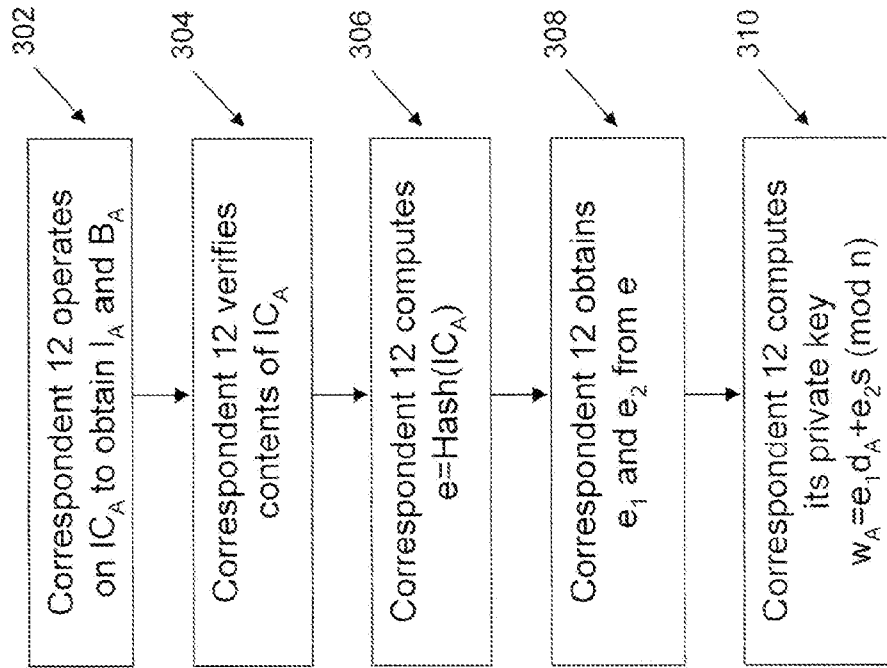 302
Correspondent 12 operates
on IC_A to obtain I_A and B_A
304
Correspondent 12 verifies
contents of IC_A
306
Correspondent 12 computes
e=Hash(IC_A)
308
Correspondent 12 obtains
e_1 and e_2 from e
310
Correspondent 12 computes
its private key
w_A=e_1d_A+e_2s (mod n)